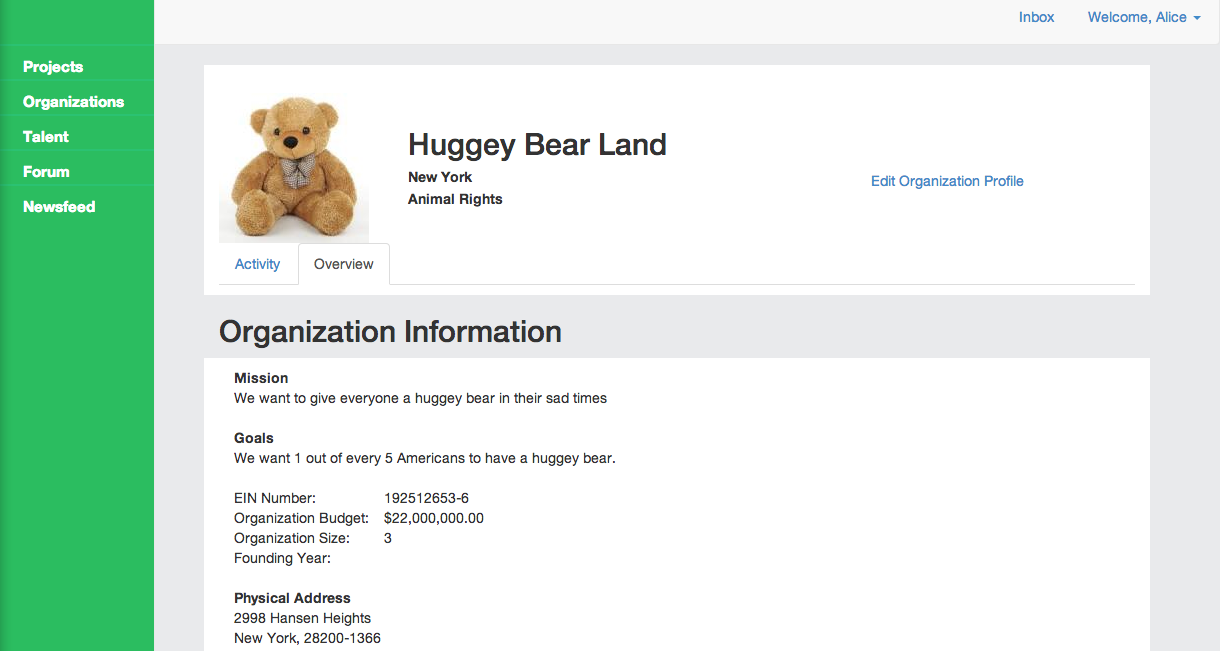 Inbox
Welcome, Alice
Projects
Organizations
Talent
Forum
Newsfeed
Huggey Bear Land
New York
Animal Rights
Edit Organization Profile
Activity
Overview
Organization Information
Mission
We want to give everyone a huggey bear in their sad times
Goals
We want 1 out of every 5 Americans to have a huggey bear.
EIN Number: 192512653-6
Organization Budget: $22,000,000.00
Organization Size: 3
Founding Year:
Physical Address
2998 Hansen Heights
New York, 28200-1366